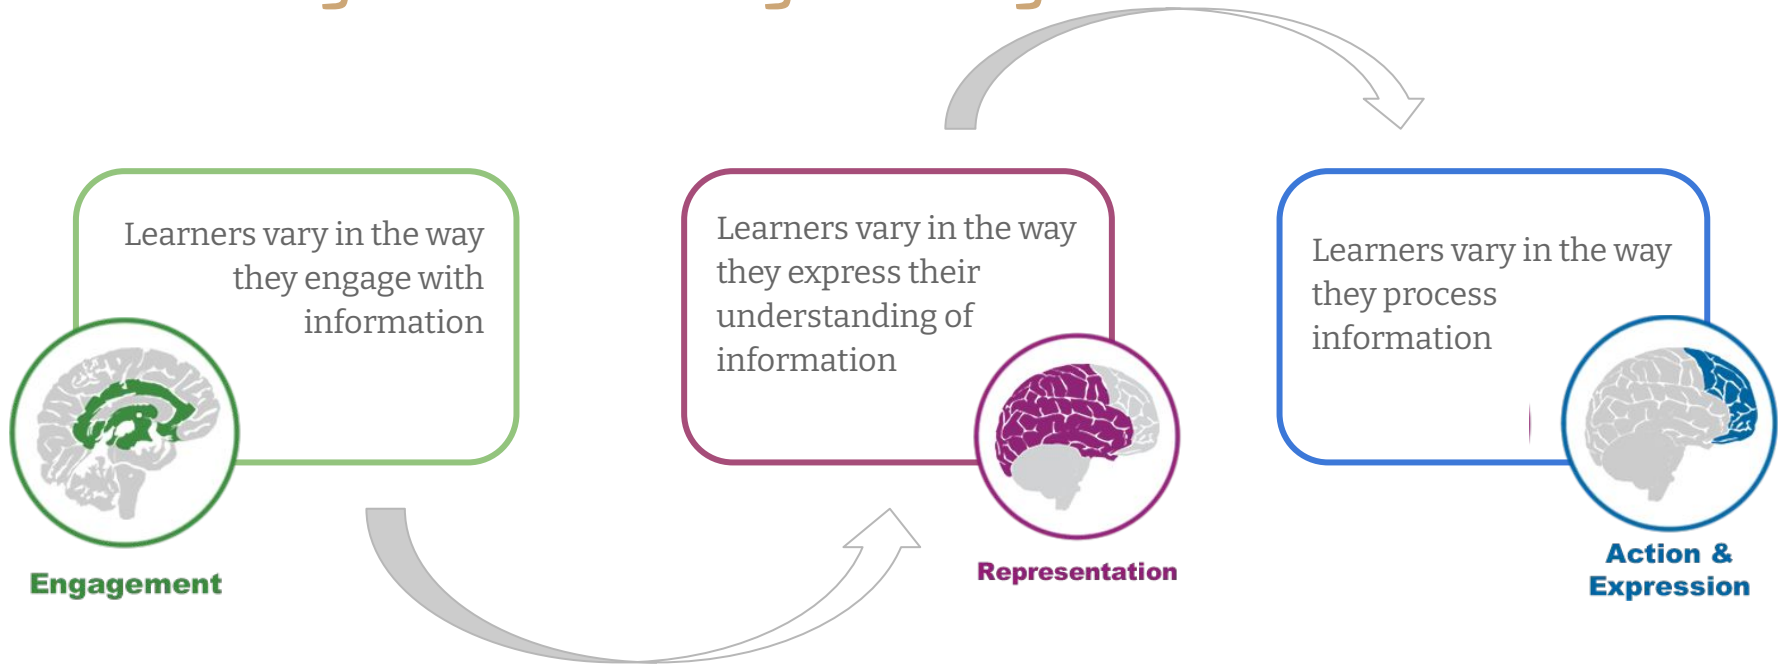 Learners vary in the way
they engage with
information
Engagement
Learners vary in the way
they express their
understanding of
information
Representation
Learners vary in the way
they process
information
Action &
Expression